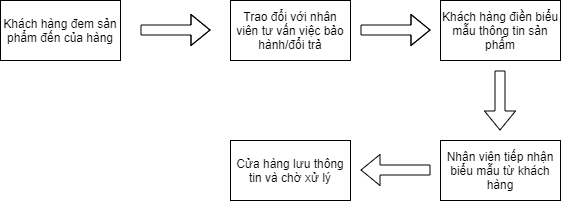 Khách hàng đem sản
phẩm đến của hàng
Trao đổi với nhân
viên tư vấn việc bảo
hành/đổi trả
Khách hàng điền biểu
mẫu thông tin sản
phẩm
Nhân viên tiếp nhận
biểu mẫu từ khách
hàng
Cửa hàng lưu thông
tin và chờ xử lý